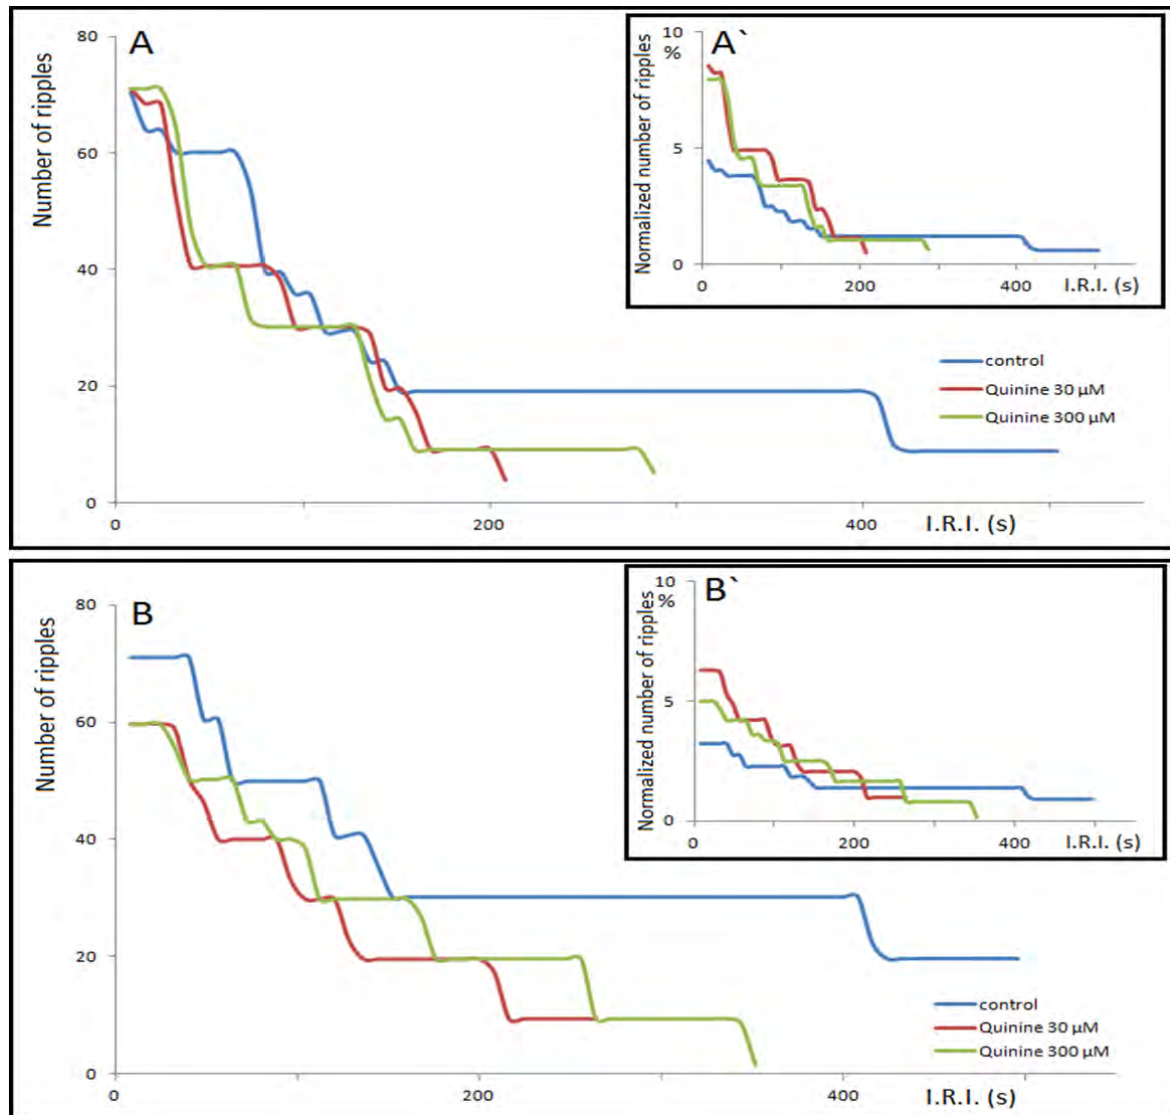 A
Number of ripples
80
60
40
20
0
0
200
400
I.R.I. (s)
control
Quinine 30 µM
Quinine 300 µM
A`
Normalized number of ripples
%
10
5
0
0
200
400
I.R.I. (s)
B
Number of ripples
80
60
40
20
0
0
200
400
I.R.I. (s)
control
Quinine 30 µM
Quinine 300 µM
B`
Normalized number of ripples
%
10
5
0
0
200
400
I.R.I. (s)